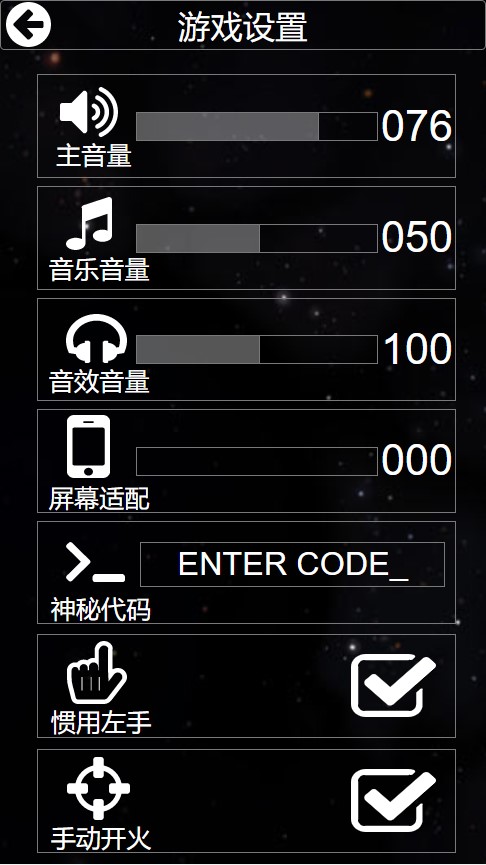 游戏设置
076
主音量
050
音乐音量
100
音效音量
000
屏幕适配
ENTER CODE_
神秘代码
惯用左手
手动开火